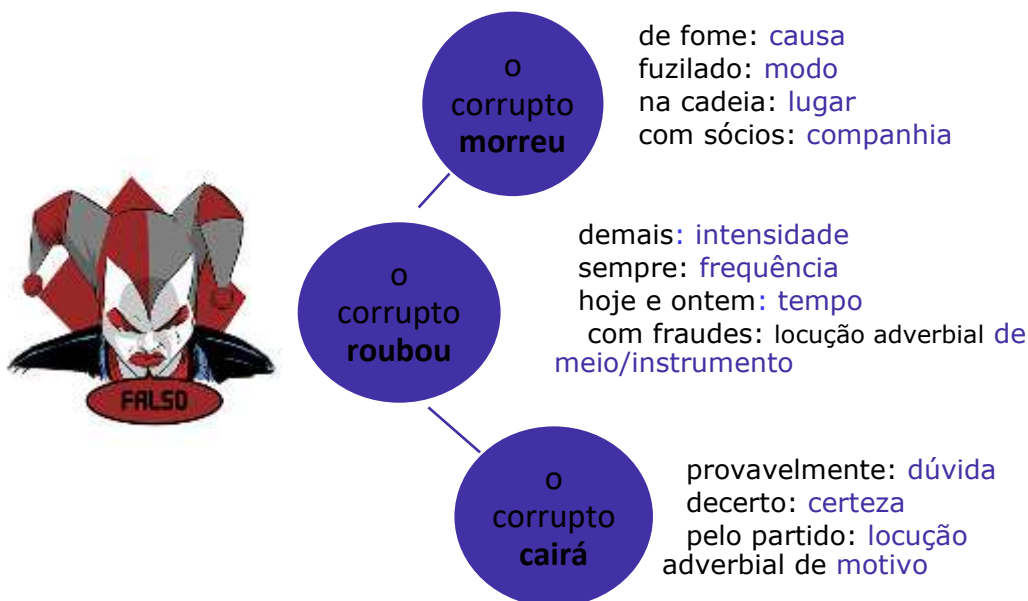 o
corrupto
morreu
de fome: causa
fuzilado: modo
na cadeia: lugar
com sócios: companhia
FALSO
o
corrupto
roubou
demais: intensidade
sempre: frequência
hoje e ontem: tempo
com fraudes: locução adverbial de
meio/instrumento
o
corrupto
cairá
provavelmente: dúvida
decerto: certeza
pelo partido: locução
adverbial de motivo